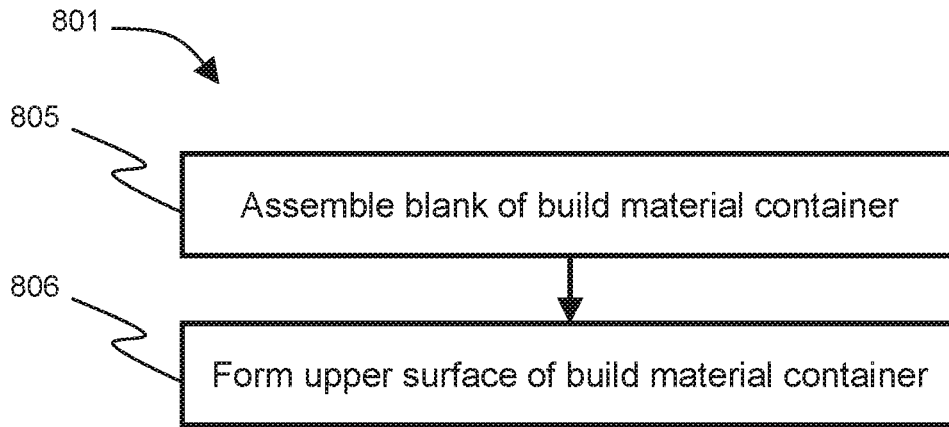 801
805
Assemble blank of build material container
806
Form upper surface of build material container